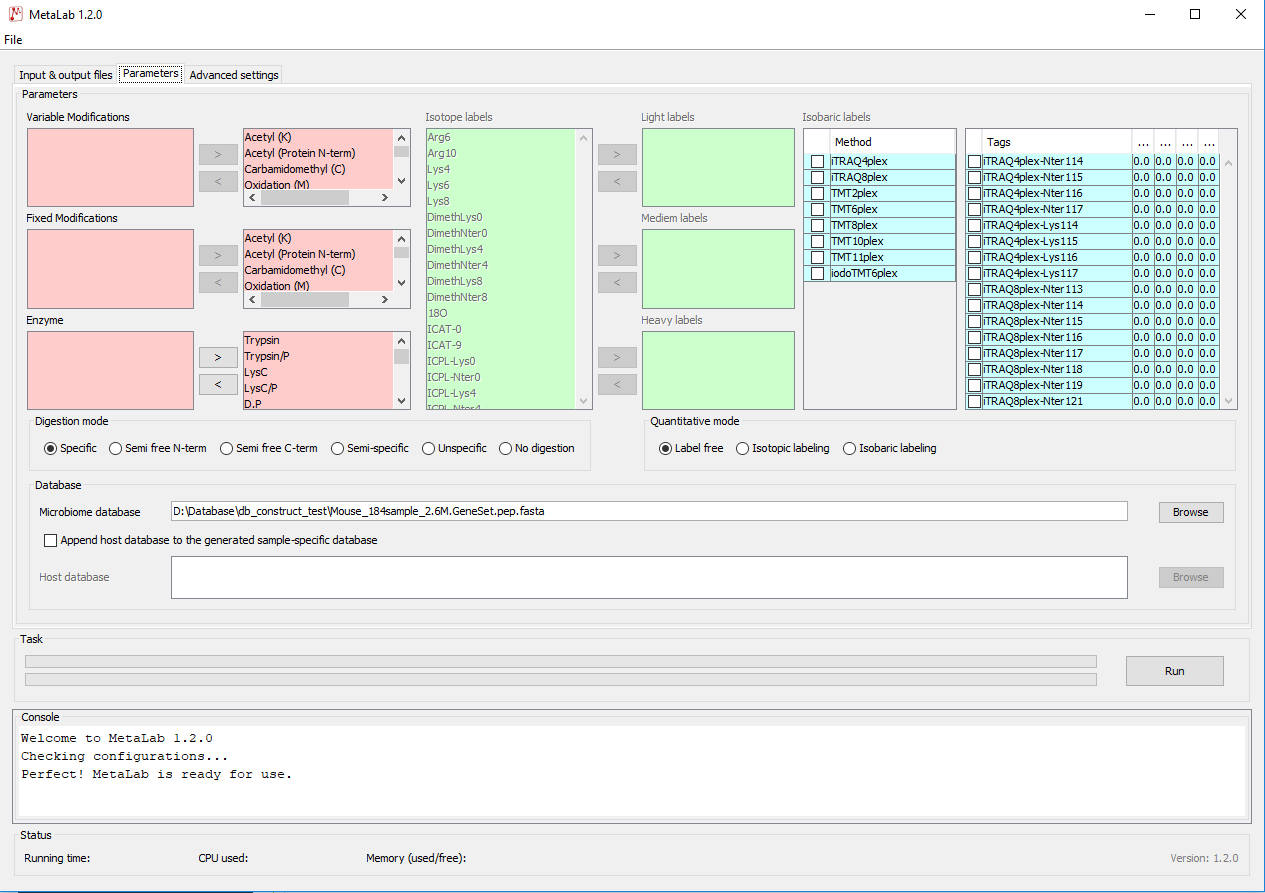 MetaLab 1.2.0
File
Input & output files Parameters Advanced settings
Parameters
Variable Modifications
Acetyl (K)
Acetyl (Protein N-term)
Carbamidomethyl (C)
Oxidation (M)
> <
Fixed Modifications
Acetyl (K)
Acetyl (Protein N-term)
Carbamidomethyl (C)
Oxidation (M)
> <
Enzyme
Trypsin
Trypsin/P
LysC
LysC/P
D.P
> <
Isotope labels
Arg6
Arg10
Lys4
Lys6
Lys8
DimethLys0
DimethNter0
DimethLys4
DimethNter4
DimethLys8
DimethNter8
18O
ICAT-0
ICAT-9
ICPL-Lys0
ICPL-Nter0
ICPL-Lys4
ICPL-Nter4
Light labels
> <
Mediem labels
> <
Heavy labels
> <
Isobaric labels
Method
iTRAQ4plex
iTRAQ8plex
TMT2plex
TMT6plex
TMT8plex
TMT10plex
TMT11plex
iodoTMT6plex
Tags ... ... ... ...
iTRAQ4plex-Nter114 0.0 0.0 0.0 0.0
iTRAQ4plex-Nter115 0.0 0.0 0.0 0.0
iTRAQ4plex-Nter116 0.0 0.0 0.0 0.0
iTRAQ4plex-Nter117 0.0 0.0 0.0 0.0
iTRAQ4plex-Lys114 0.0 0.0 0.0 0.0
iTRAQ4plex-Lys115 0.0 0.0 0.0 0.0
iTRAQ4plex-Lys116 0.0 0.0 0.0 0.0
iTRAQ4plex-Lys117 0.0 0.0 0.0 0.0
iTRAQ8plex-Nter113 0.0 0.0 0.0 0.0
iTRAQ8plex-Nter114 0.0 0.0 0.0 0.0
iTRAQ8plex-Nter115 0.0 0.0 0.0 0.0
iTRAQ8plex-Nter116 0.0 0.0 0.0 0.0
iTRAQ8plex-Nter117 0.0 0.0 0.0 0.0
iTRAQ8plex-Nter118 0.0 0.0 0.0 0.0
iTRAQ8plex-Nter119 0.0 0.0 0.0 0.0
iTRAQ8plex-Nter121 0.0 0.0 0.0 0.0
Digestion mode
Specific Semi free N-term Semi free C-term Semi-specific Unspecific No digestion
Quantitative mode
Label free Isotopic labeling Isobaric labeling
Database
Microbiome database D:\Database\db_construct_test\Mouse_184sample_2.6M.GeneSet.pep.fasta Browse
Append host database to the generated sample-specific database
Host database Browse
Task
Run
Console
Welcome to MetaLab 1.2.0
Checking configurations...
Perfect! MetaLab is ready for use.
Status
Running time: CPU used: Memory (used/free): Version: 1.2.0